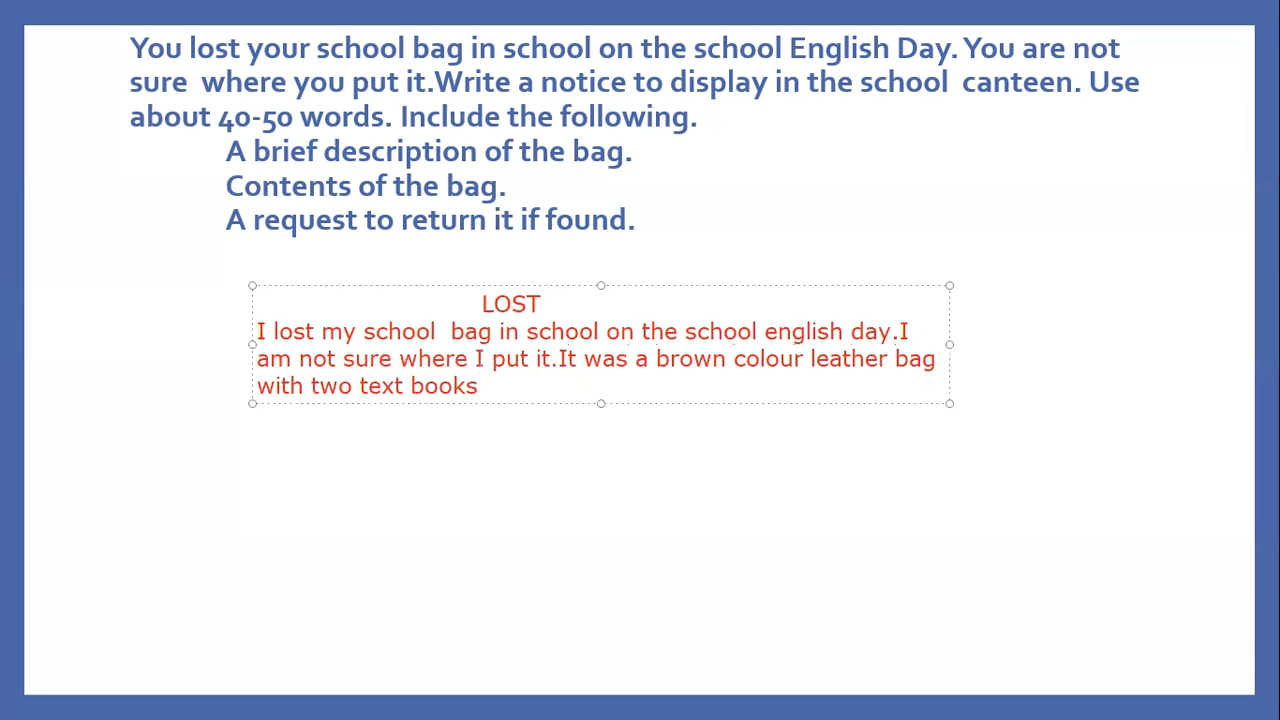 You lost your school bag in school on the school English Day. You are not
sure  where you put it.Write a notice to display in the school  canteen. Use
about 40-50 words. Include the following.
A brief description of the bag.
Contents of the bag.
A request to return it if found.
LOST
I lost my school  bag in school on the school english day.I
am not sure where I put it.It was a brown colour leather bag
with two text books